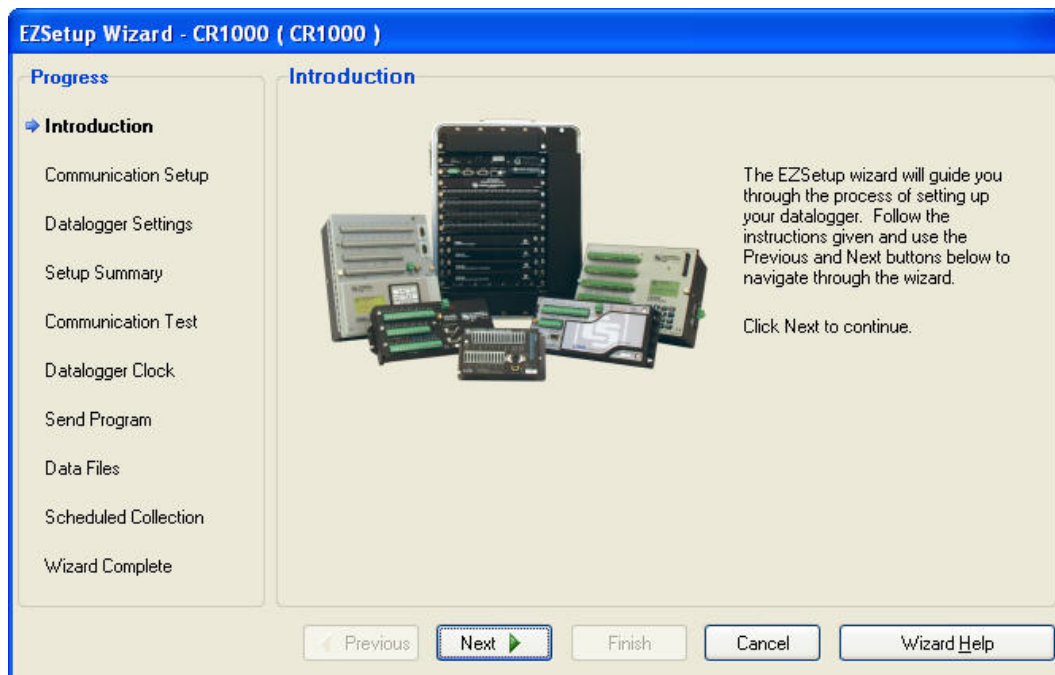 EZSetup Wizard - CR1000 ( CR1000 )
Progress
Introduction
Communication Setup
Datalogger Settings
Setup Summary
Communication Test
Datalogger Clock
Send Program
Data Files
Scheduled Collection
Wizard Complete
Introduction
The EZSetup wizard will guide you
through the process of setting up
your datalogger. Follow the
instructions given and use the
Previous and Next buttons below to
navigate through the wizard.
Click Next to continue.
Previous
Next
Finish
Cancel
Wizard Help